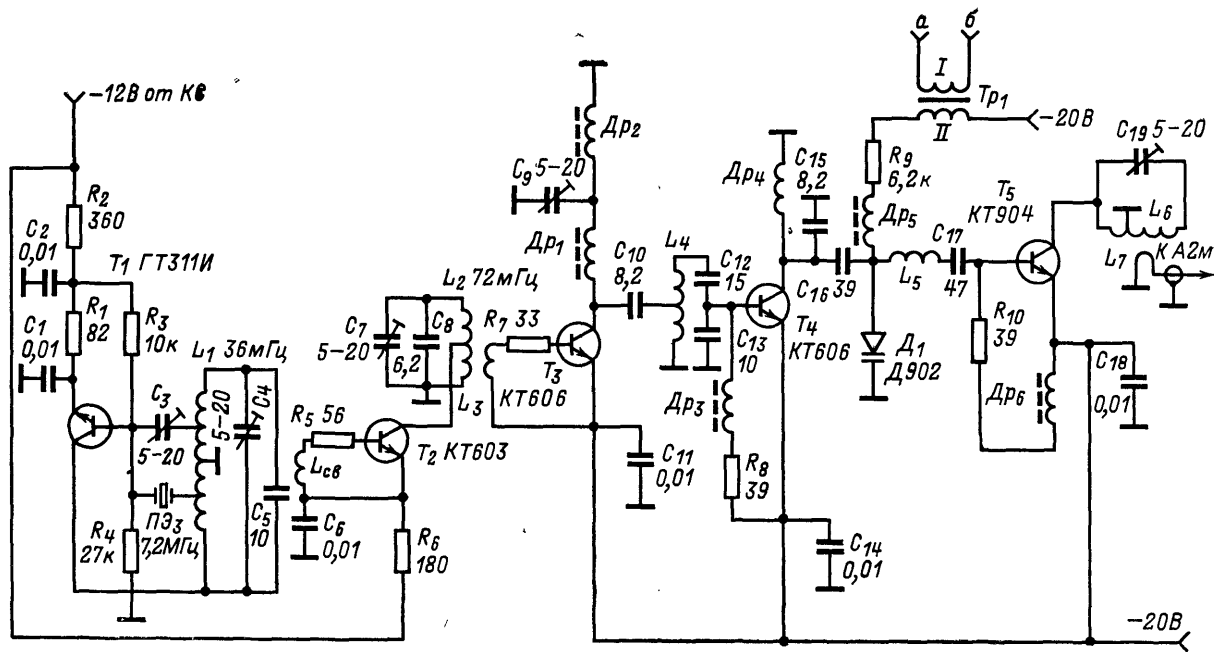 а б
I
Тр1
II
−20В
−12В от КВ
Др2
C9 5−20
Др1
C15
8,2
Др4
R9
6,2к
Др5
C19 5−20
T5
КТ904
L6
L7
К А2м
R2
360
C2
0,01
T1 ГТ311И
R1
82
C1
0,01
R3
10к
L1 36мГц
C3
5−20
5−20
C4
ПЭ3
7,2МГц
R4
27к
C5
10
L2 72мГц
C7
5−20
C8
6,2
L3
R5 56
Lсв
T2 КТ603
C6
0,01
R6
180
R7 33
T3
КТ606
C10
8,2
L4
C12
15
C13
10
Др3
R8
39
C11
0,01
T4
КТ606
C16 39
L5
C17
47
Д1
Д902
R10
39
Др6
C18
0,01
C14
0,01
−20В